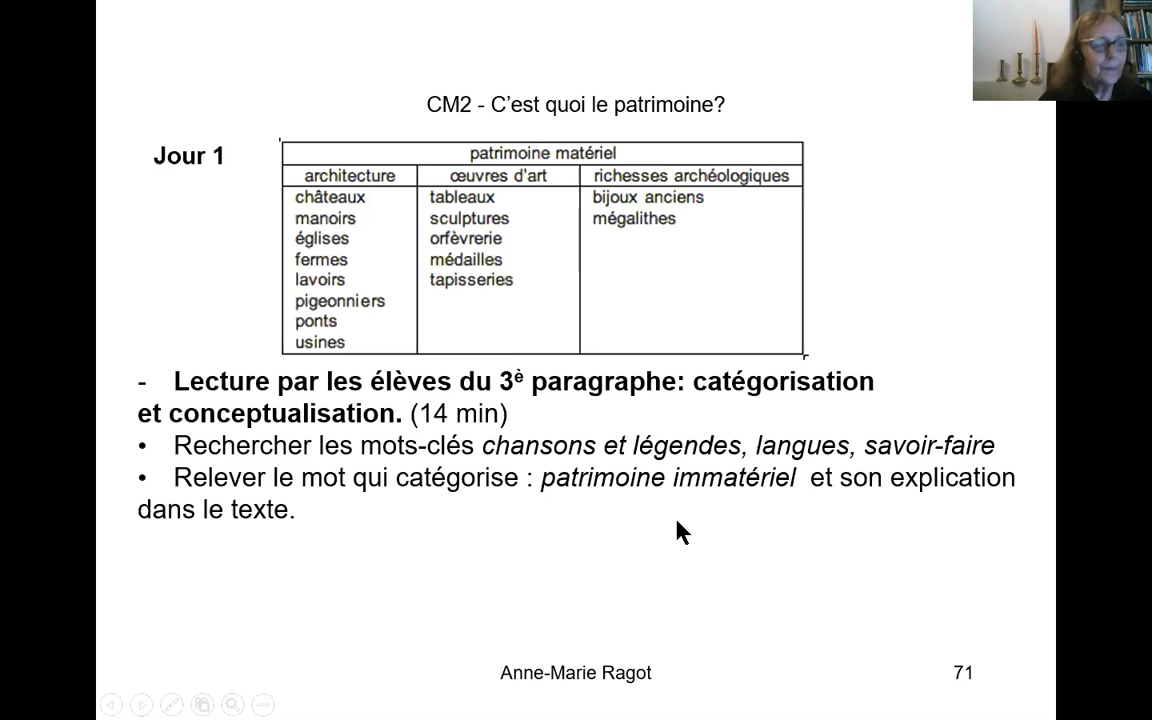 CM2 - C’est quoi le patrimoine?
Jour 1
patrimoine matériel
architecture œuvres d'art richesses archéologiques
châteaux tableaux bijoux anciens
manoirs sculptures mégalithes
églises orfèvrerie
fermes médailles
lavoirs tapisseries
pigeonniers
ponts
usines
- Lecture par les élèves du 3è paragraphe: catégorisation
et conceptualisation. (14 min)
• Rechercher les mots-clés chansons et légendes, langues, savoir-faire
• Relever le mot qui catégorise : patrimoine immatériel et son explication
dans le texte.
Anne-Marie Ragot 71